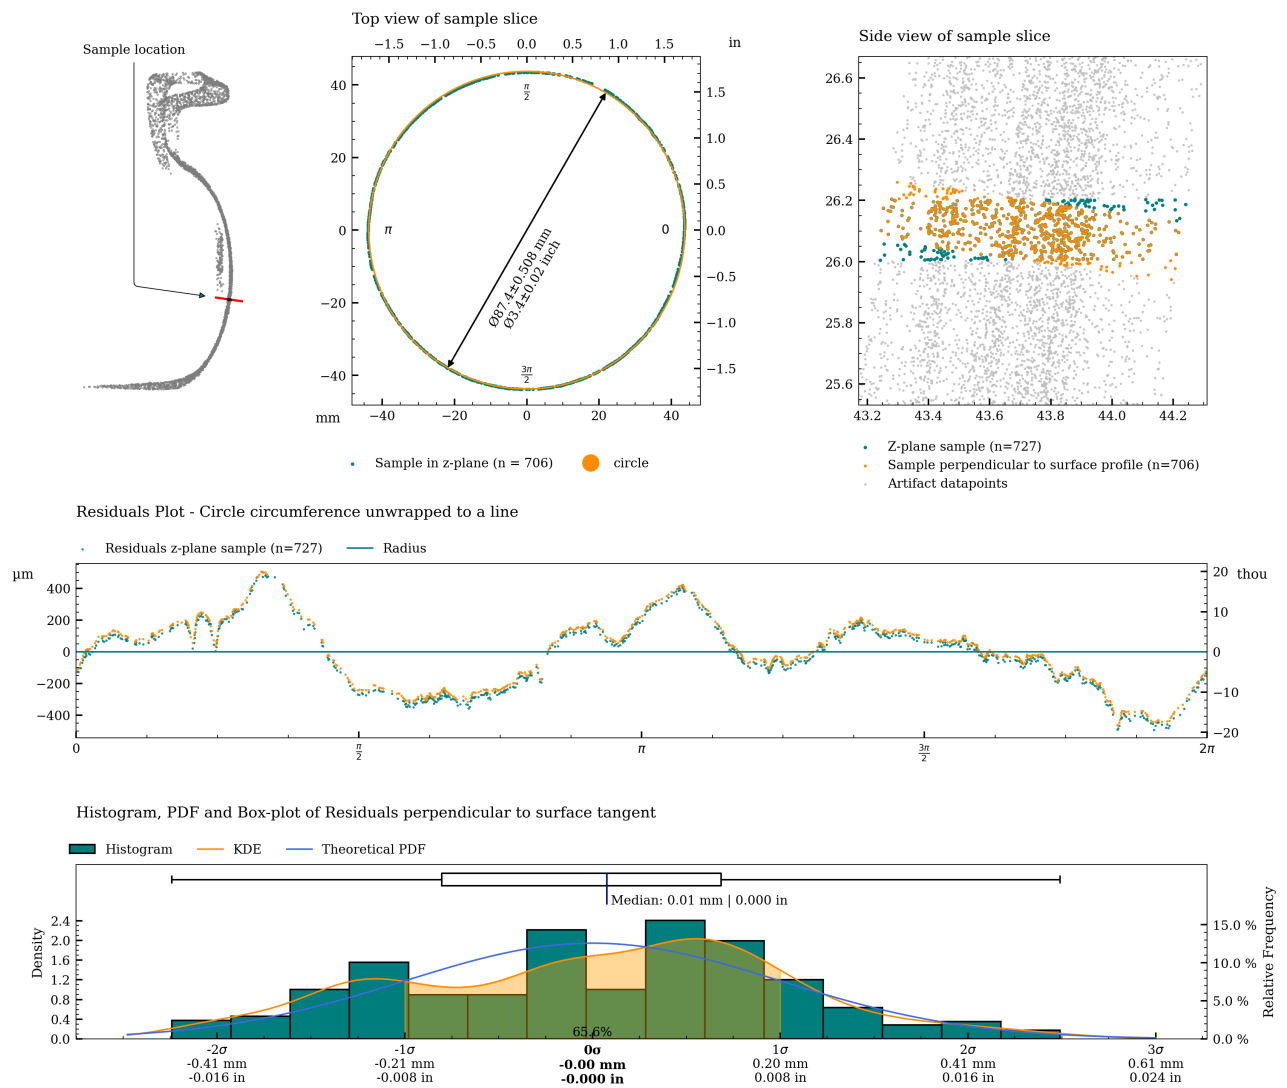 Top view of sample slice
Side view of sample slice
Sample location
−1.5 −1.0 −0.5 0.0 0.5 1.0 1.5
in
40
20
0
−20
−40
mm
−40 −20 0 20 40
1.5
1.0
0.5
0.0
−0.5
−1.0
−1.5
π/2
π
0
3π/2
Ø87.4±0.508 mm
Ø3.4±0.02 inch
Sample in z-plane (n = 706)
circle
26.6
26.4
26.2
26.0
25.8
25.6
43.2 43.4 43.6 43.8 44.0 44.2
Z-plane sample (n=727)
Sample perpendicular to surface profile (n=706)
Artifact datapoints
Residuals Plot - Circle circumference unwrapped to a line
Residuals z-plane sample (n=727)
Radius
µm
400
200
0
−200
−400
thou
20
10
0
−10
−20
0 π/2 π 3π/2 2π
Histogram, PDF and Box-plot of Residuals perpendicular to surface tangent
Histogram
KDE
Theoretical PDF
Median: 0.01 mm | 0.000 in
Density
2.4
2.0
1.6
1.2
0.8
0.4
0.0
Relative Frequency
15.0 %
10.0 %
5.0 %
0.0 %
65.6%
-2σ -1σ 0σ 1σ 2σ 3σ
-0.41 mm -0.21 mm -0.00 mm 0.20 mm 0.41 mm 0.61 mm
-0.016 in -0.008 in -0.000 in 0.008 in 0.016 in 0.024 in